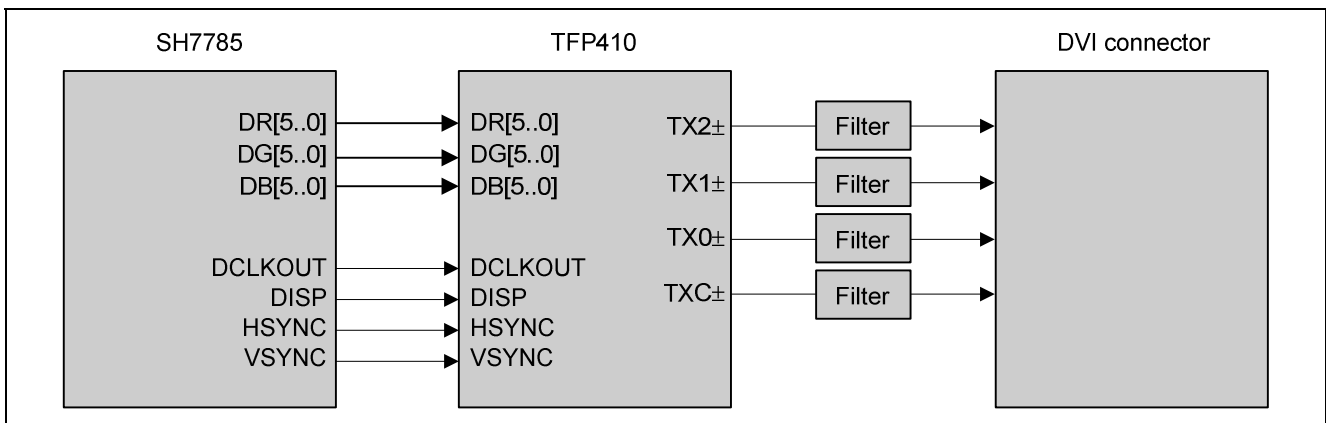 SH7785
TFP410
DVI connector
DR[5..0]
DG[5..0]
DB[5..0]
DCLKOUT
DISP
HSYNC
VSYNC
DR[5..0]
DG[5..0]
DB[5..0]
DCLKOUT
DISP
HSYNC
VSYNC
TX2±
TX1±
TX0±
TXC±
Filter
Filter
Filter
Filter